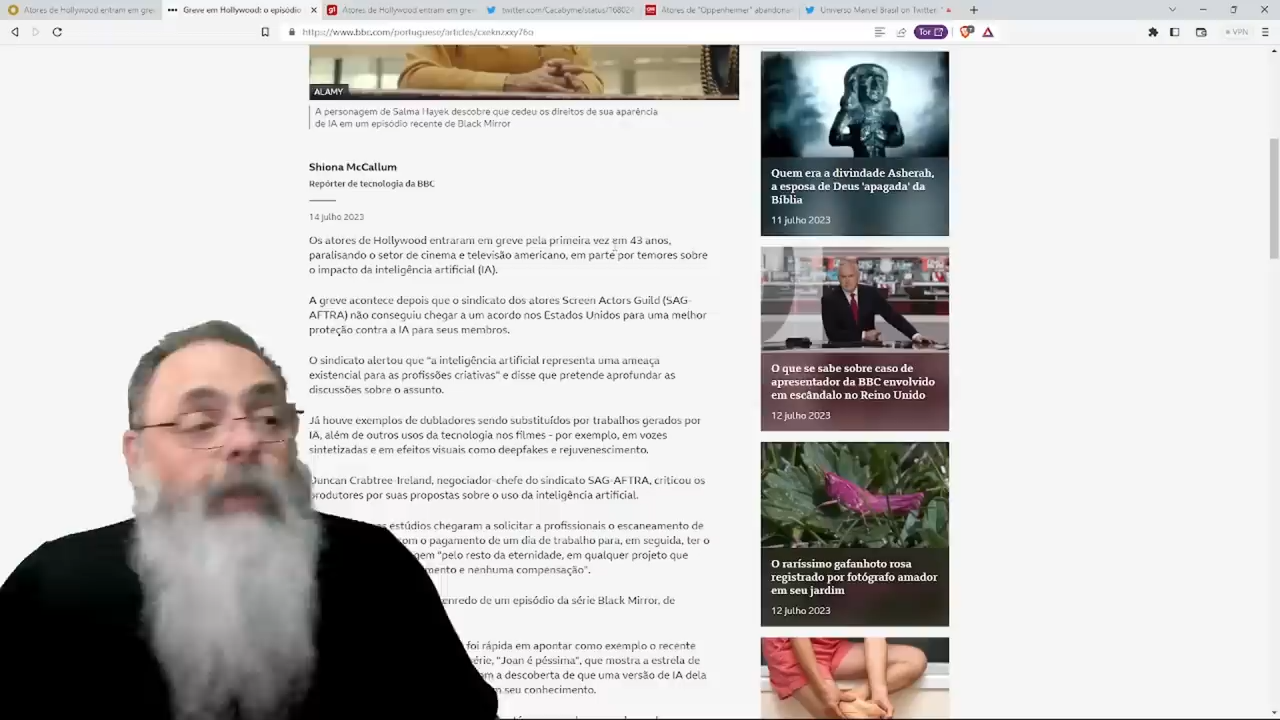 Atores de Hollywood entram em gre
Greve em Hollywood: o episódio
Atores de Hollywood entram em gre
twitter.com/Cacabyme/status/168024
Atores de "Oppenheimer" abandona
Universo Marvel Brasil on Twitter: "
http://www.bbc.com/portuguese/articles/cxeknzxxy76o
Tor
VPN
ALAMY
A personagem de Salma Hayek descobre que cedeu os direitos de sua aparência
de IA em um episódio recente de Black Mirror
Shiona McCallum
Repórter de tecnologia da BBC
14 julho 2023
Os atores de Hollywood entraram em greve pela primeira vez em 43 anos,
paralisando o setor de cinema e televisão americano, em parte por temores sobre
o impacto da inteligência artificial (IA).
A greve acontece depois que o sindicato dos atores Screen Actors Guild (SAG-
AFTRA) não conseguiu chegar a um acordo nos Estados Unidos para uma melhor
proteção contra a IA para seus membros.
O sindicato alertou que "a inteligência artificial representa uma ameaça
existencial para as profissões criativas" e disse que pretende aprofundar as
discussões sobre o assunto.
Já houve exemplos de dubladores sendo substituídos por trabalhos gerados por
IA, além de outros usos da tecnologia nos filmes - por exemplo, em vozes
sintetizadas e em efeitos visuais como deepfakes e rejuvenescimento.
Duncan Crabtree-Ireland, negociador-chefe do sindicato SAG-AFTRA, criticou os
produtores por suas propostas sobre o uso da inteligência artificial.
os estúdios chegaram a solicitar a profissionais o escaneamento de
com o pagamento de um dia de trabalho para, em seguida, ter o
"pelo resto da eternidade, em qualquer projeto que
e nenhuma compensação".
enredo de um episódio da série Black Mirror, de
foi rápida em apontar como exemplo o recente
"Joan é péssima", que mostra a estrela de
a descoberta de que uma versão de IA dela
seu conhecimento.
Quem era a divindade Asherah,
a esposa de Deus 'apagada' da
Bíblia
11 julho 2023
O que se sabe sobre caso de
apresentador da BBC envolvido
em escândalo no Reino Unido
12 julho 2023
O raríssimo gafanhoto rosa
registrado por fotógrafo amador
em seu jardim
12 julho 2023